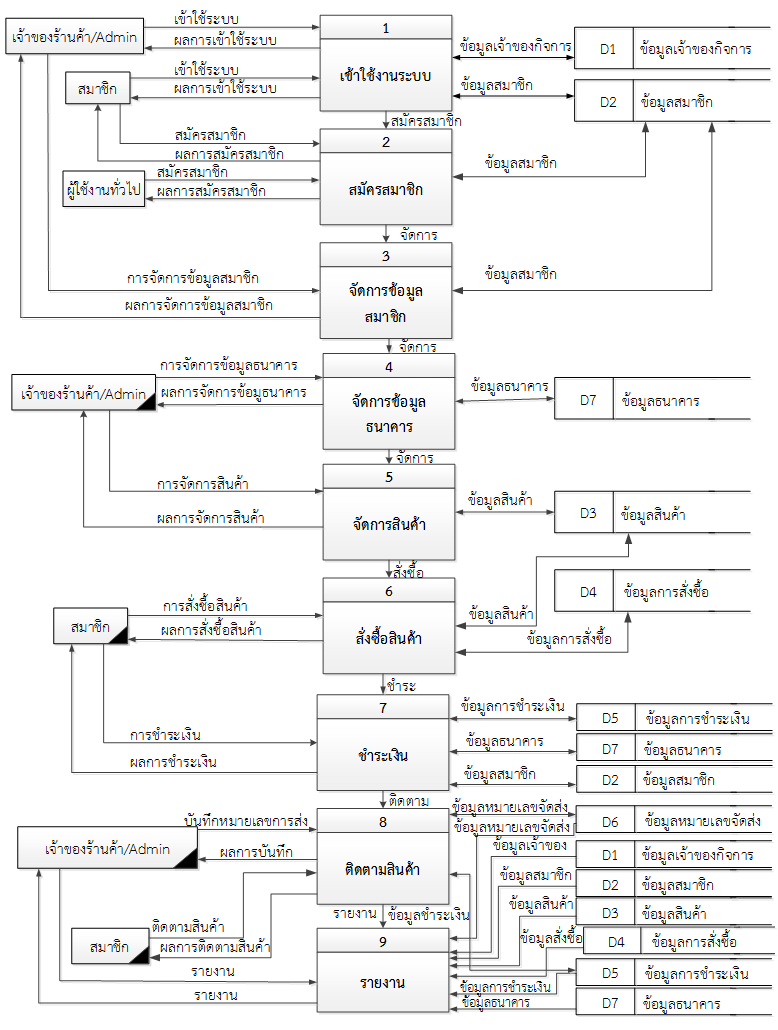 เข้าใช้ระบบ
1
เจ้าของร้านค้า/Admin
ผลการเข้าใช้ระบบ
ข้อมูลเจ้าของกิจการ
D1
ข้อมูลเจ้าของกิจการ
เข้าใช้ระบบ
เข้าใช้งานระบบ
สมาชิก
ผลการเข้าใช้ระบบ
ข้อมูลสมาชิก
D2
ข้อมูลสมาชิก
สมัครสมาชิก
สมัครสมาชิก
2
ผลการสมัครสมาชิก
ข้อมูลสมาชิก
สมัครสมาชิก
ผู้ใช้งานทั่วไป
ผลการสมัครสมาชิก
สมัครสมาชิก
จัดการ
3
การจัดการข้อมูลสมาชิก
ข้อมูลสมาชิก
จัดการข้อมูล
สมาชิก
ผลการจัดการข้อมูลสมาชิก
จัดการ
การจัดการข้อมูลธนาคาร
4
เจ้าของร้านค้า/Admin
ผลการจัดการข้อมูธนาคาร
ข้อมูลธนาคาร
D7
ข้อมูลธนาคาร
จัดการข้อมูล
ธนาคาร
จัดการ
การจัดการสินค้า
5
ข้อมูลสินค้า
D3
ข้อมูลสินค้า
ผลการจัดการสินค้า
จัดการสินค้า
สั่งซื้อ
6
D4
ข้อมูลการสั่งซื้อ
การสั่งซื้อสินค้า
ข้อมูลสินค้า
สมาชิก
ผลการสั่งซื้อสินค้า
สั่งซื้อสินค้า
ข้อมูลการสั่งซื้อ
ชำระ
7
ข้อมูลการชำระเงิน
D5
ข้อมูลการชำระเงิน
การชำระเงิน
ข้อมูลธนาคาร
D7
ข้อมูลธนาคาร
ผลการชำระเงิน
ชำระเงิน
ข้อมูลสมาชิก
D2
ข้อมูลสมาชิก
ติดตาม
ข้อมูลหมายเลขจัดส่ง
บันทึกหมายเลขการส่ง
8
ข้อมูลหมายเลขจัดส่ง
D6
ข้อมูลหมายเลขจัดส่ง
เจ้าของร้านค้า/Admin
ผลการบันทึก
ข้อมูลเจ้าของ
D1
ข้อมูลเจ้าของกิจการ
ติดตามสินค้า
ข้อมูลสมาชิก
D2
ข้อมูลสมาชิก
ข้อมูลสินค้า
D3
ข้อมูลสินค้า
รายงาน
ข้อมูลชำระเงิน
ติดตามสินค้า
สมาชิก
ผลการติดตามสินค้า
9
ข้อมูลสั่งซื้อ
D4
ข้อมูลการสั่งซื้อ
รายงาน
D5
ข้อมูลการชำระเงิน
รายงาน
ข้อมูลการชำระเงิน
รายงาน
ข้อมูลธนาคาร
D7
ข้อมูลธนาคาร